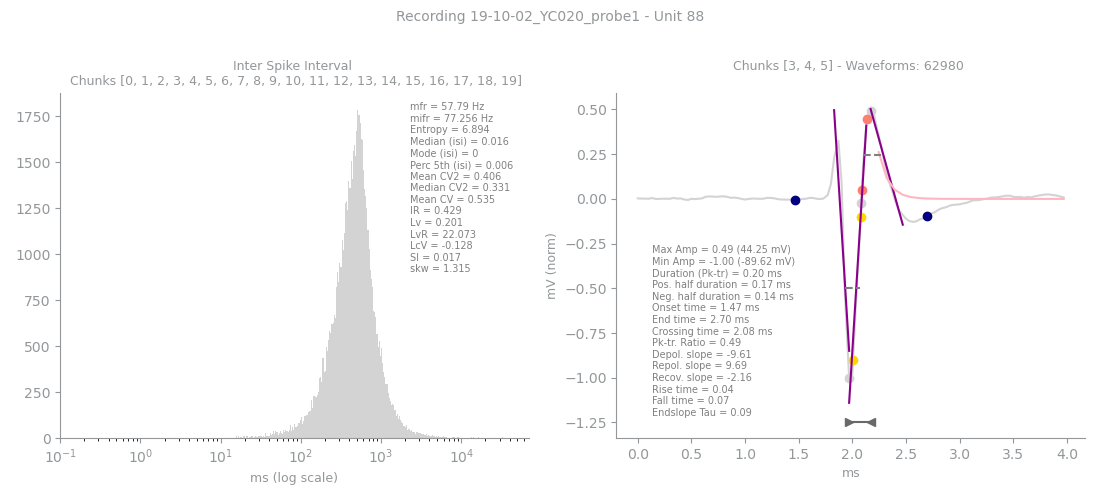 Recording 19-10-02_YC020_probe1 - Unit 88
Inter Spike Interval
Chunks [0, 1, 2, 3, 4, 5, 6, 7, 8, 9, 10, 11, 12, 13, 14, 15, 16, 17, 18, 19]
1750
1500
1250
1000
750
500
250
0
mfr = 57.79 Hz
mifr = 77.256 Hz
Entropy = 6.894
Median (isi) = 0.016
Mode (isi) = 0
Perc 5th (isi) = 0.006
Mean CV2 = 0.406
Median CV2 = 0.331
Mean CV = 0.535
IR = 0.429
Lv = 0.201
LvR = 22.073
LcV = -0.128
SI = 0.017
skw = 1.315
10⁻¹ 10⁰ 10¹ 10² 10³ 10⁴
ms (log scale)
Chunks [3, 4, 5] - Waveforms: 62980
mV (norm)
0.50
0.25
0.00
−0.25
−0.50
−0.75
−1.00
−1.25
Max Amp = 0.49 (44.25 mV)
Min Amp = -1.00 (-89.62 mV)
Duration (Pk-tr) = 0.20 ms
Pos. half duration = 0.17 ms
Neg. half duration = 0.14 ms
Onset time = 1.47 ms
End time = 2.70 ms
Crossing time = 2.08 ms
Pk-tr. Ratio = 0.49
Depol. slope = -9.61
Repol. slope = 9.69
Recov. slope = -2.16
Rise time = 0.04
Fall time = 0.07
Endslope Tau = 0.09
0.0 0.5 1.0 1.5 2.0 2.5 3.0 3.5 4.0
ms